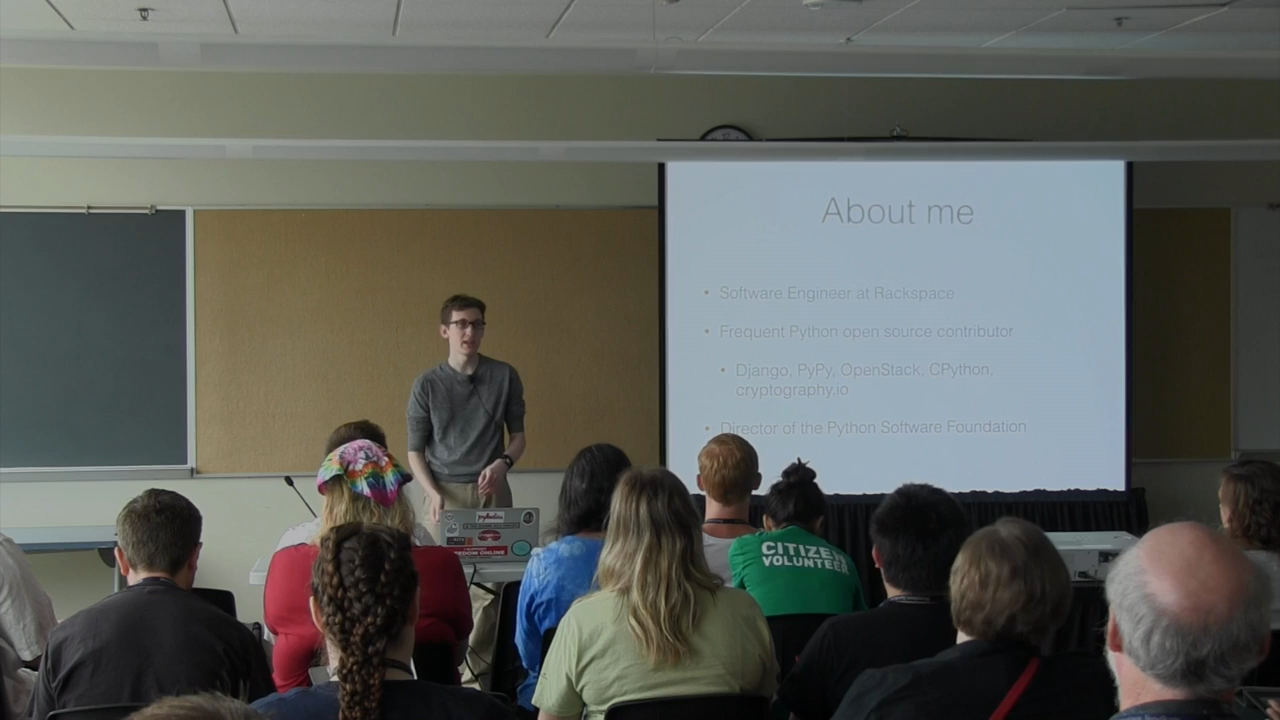 About me
• Software Engineer at Rackspace
• Frequent Python open source contributor
• Django, PyPy, OpenStack, CPython,
cryptography.io
• Director of the Python Software Foundation
CITIZEN
VOLUNTEER